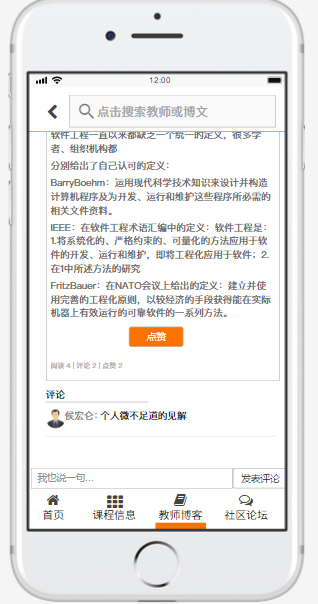 12:00
点击搜索教师或博文
软件工程一直以来都缺乏一个统一的定义，很多学
者、组织机构都
分别给出了自己认可的定义：
BarryBoehm：运用现代科学技术知识来设计并构造
计算机程序及为开发、运行和维护这些程序所必需的
相关文件资料。
IEEE：在软件工程术语汇编中的定义：软件工程是：
1.将系统化的、严格约束的、可量化的方法应用于软
件的开发、运行和维护，即将工程化应用于软件；2.
在1中所述方法的研究
FritzBauer：在NATO会议上给出的定义：建立并使
用完善的工程化原则，以较经济的手段获得能在实际
机器上有效运行的可靠软件的一系列方法。
点赞
阅读 4 | 评论 2 | 点赞 2
评论
侯宏仑: 个人微不足道的见解
我也说一句... 发表评论
首页 课程信息 教师博客 社区论坛